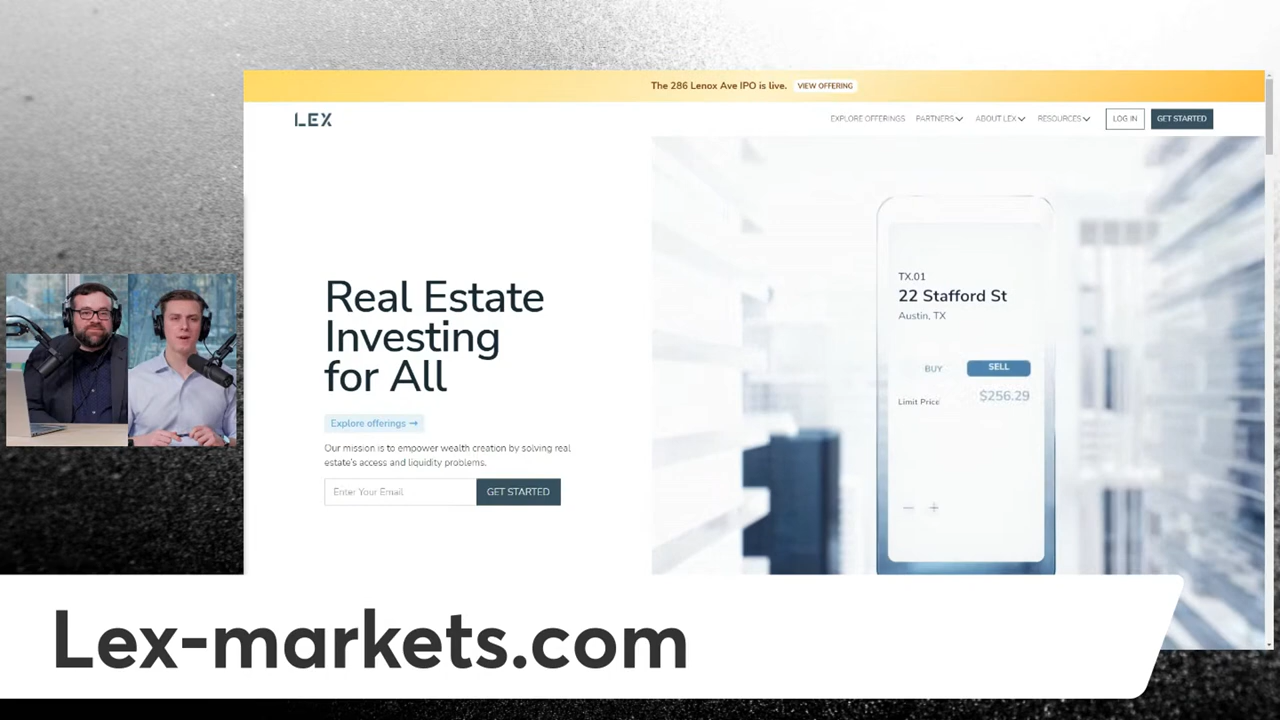 The 286 Lenox Ave IPO is live. VIEW OFFERING
LEX
EXPLORE OFFERINGS PARTNERS ABOUT LEX RESOURCES LOG IN GET STARTED
Real Estate
Investing
for All
Explore offerings →
Our mission is to empower wealth creation by solving real
estate's access and liquidity problems.
Enter Your Email GET STARTED
TX.01
22 Stafford St
Austin, TX
BUY SELL
Limit Price $256.29
− +
Lex-markets.com